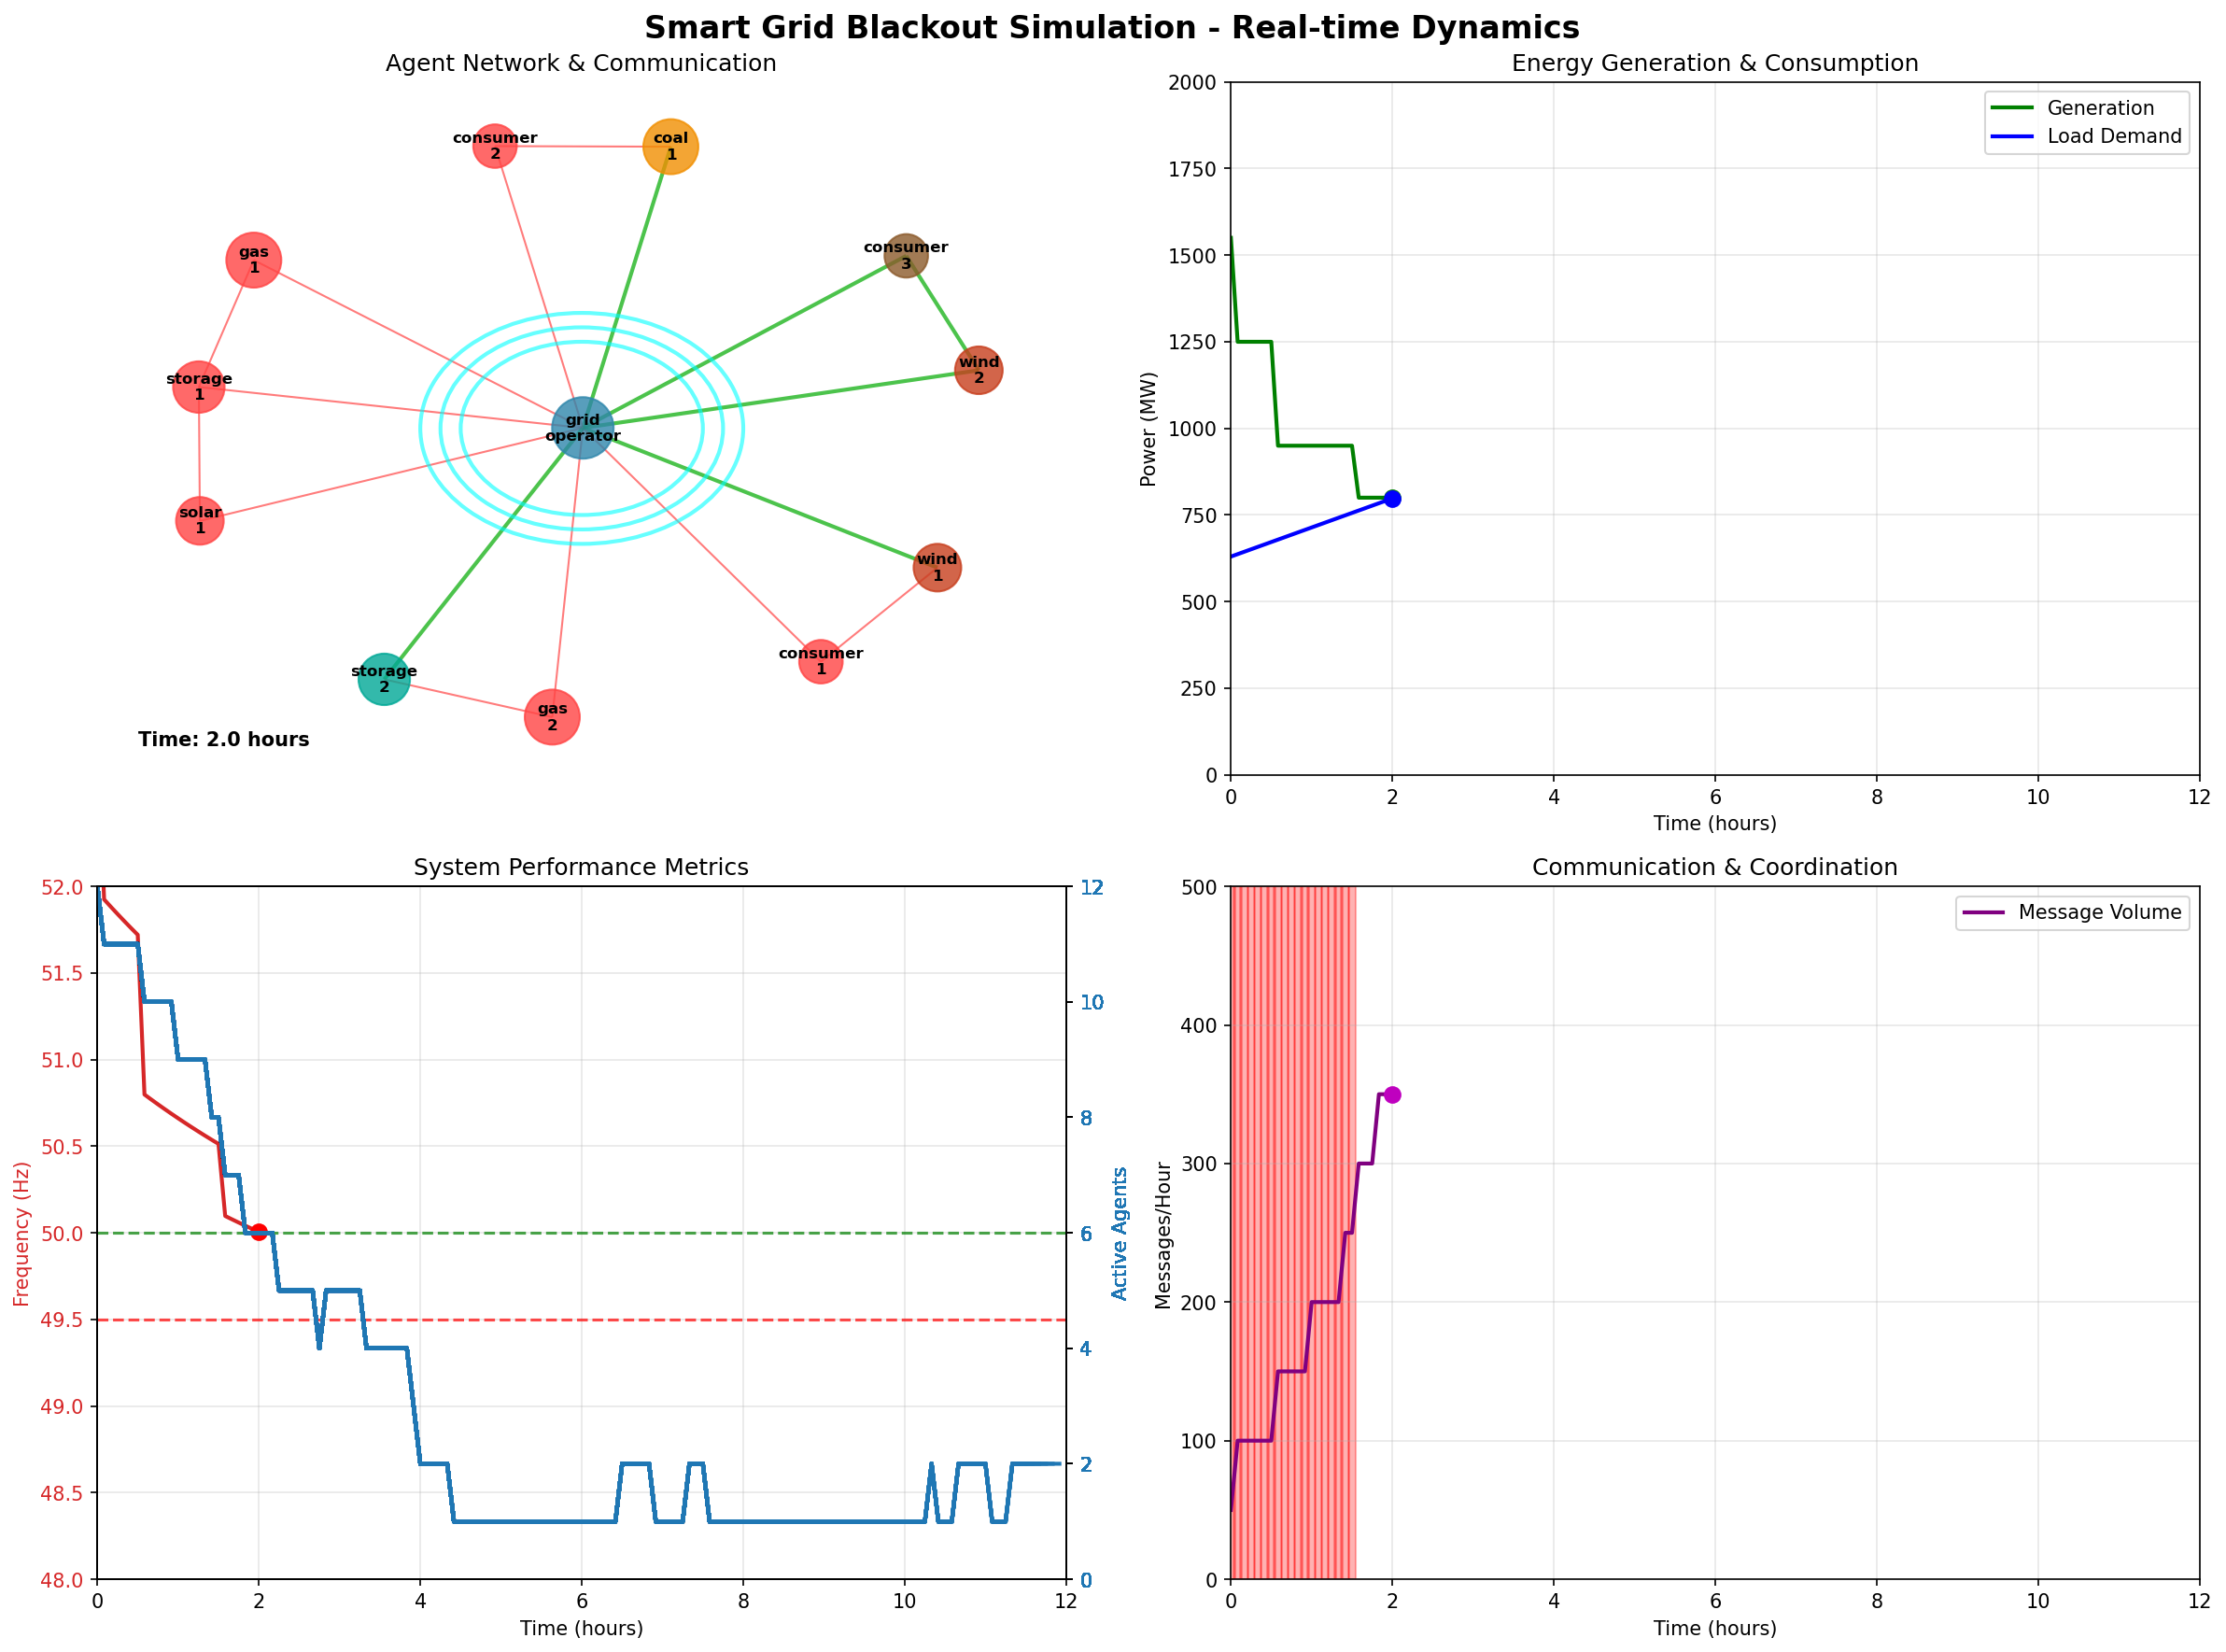 Smart Grid Blackout Simulation - Real-time Dynamics
Agent Network & Communication
consumer
2
coal
1
gas
1
consumer
3
storage
1
wind
2
grid
operator
solar
1
wind
1
consumer
1
storage
2
gas
2
Time: 2.0 hours
Energy Generation & Consumption
Generation
Load Demand
2000
1750
1500
1250
1000
750
500
250
0
Power (MW)
0 2 4 6 8 10 12
Time (hours)
System Performance Metrics
52.0
51.5
51.0
50.5
50.0
49.5
49.0
48.5
48.0
Frequency (Hz)
12
10
8
6
4
2
0
Active Agents
0 2 4 6 8 10 12
Time (hours)
Communication & Coordination
Message Volume
500
400
300
200
100
0
Messages/Hour
0 2 4 6 8 10 12
Time (hours)